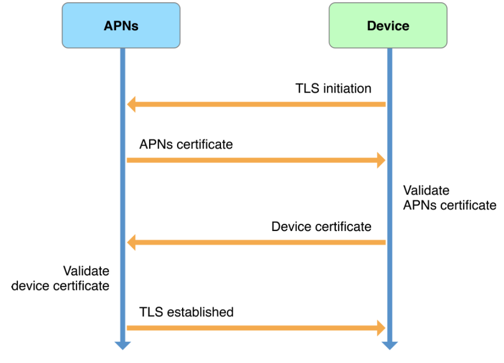 APNs
Device
TLS initiation
APNs certificate
Validate
APNs certificate
Device certificate
Validate
device certificate
TLS established